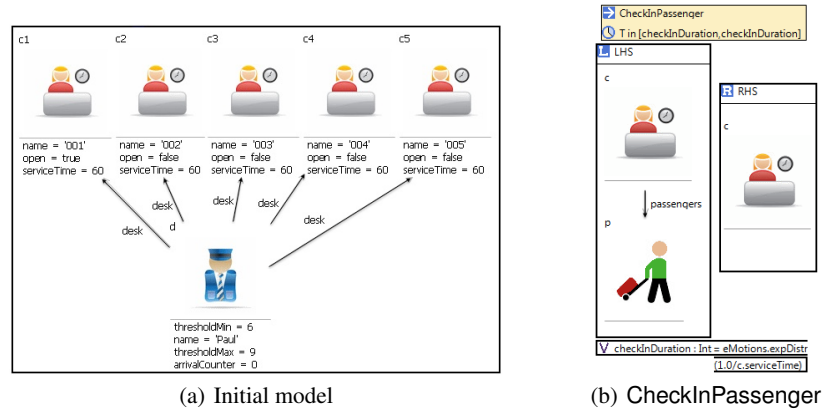 c1 c2 c3 c4 c5
name = '001' name = '002' name = '003' name = '004' name = '005'
open = true open = false open = false open = false open = false
serviceTime = 60 serviceTime = 60 serviceTime = 60 serviceTime = 60 serviceTime = 60
desk desk desk desk desk
d
thresholdMin = 6
name = 'Paul'
thresholdMax = 9
arrivalCounter = 0
(a) Initial model
CheckInPassenger
T in [checkInDuration,checkInDuration]
L LHS
c
passengers
p
R RHS
c
checkInDuration : Int = eMotions.expDistr
(1.0/c.serviceTime)
(b) CheckInPassenger